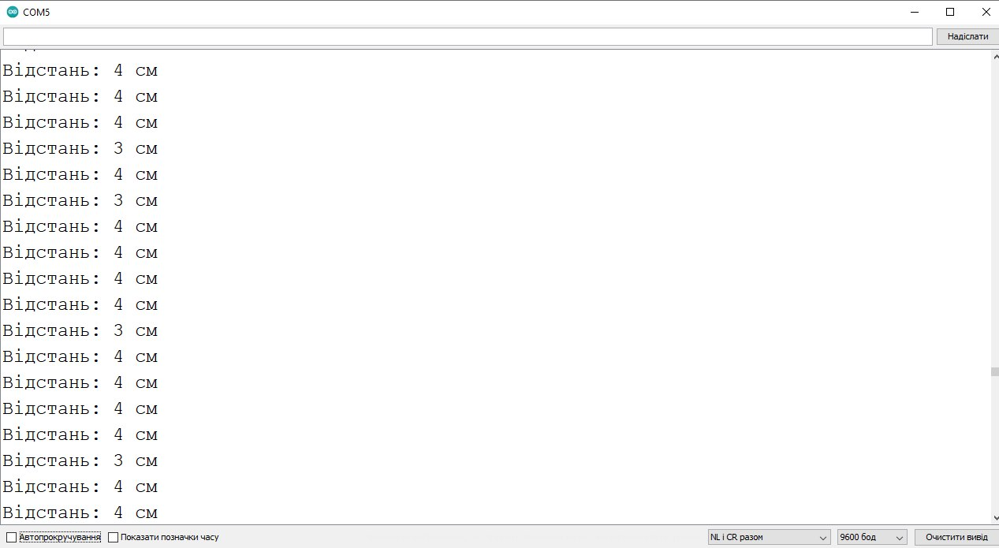 COM5
Надіслати
Відстань: 4 см
Відстань: 4 см
Відстань: 4 см
Відстань: 3 см
Відстань: 4 см
Відстань: 3 см
Відстань: 4 см
Відстань: 4 см
Відстань: 4 см
Відстань: 4 см
Відстань: 3 см
Відстань: 4 см
Відстань: 4 см
Відстань: 4 см
Відстань: 4 см
Відстань: 3 см
Відстань: 4 см
Відстань: 4 см
Автопрокручування Показати позначки часу NL і CR разом 9600 бод Очистити вивід